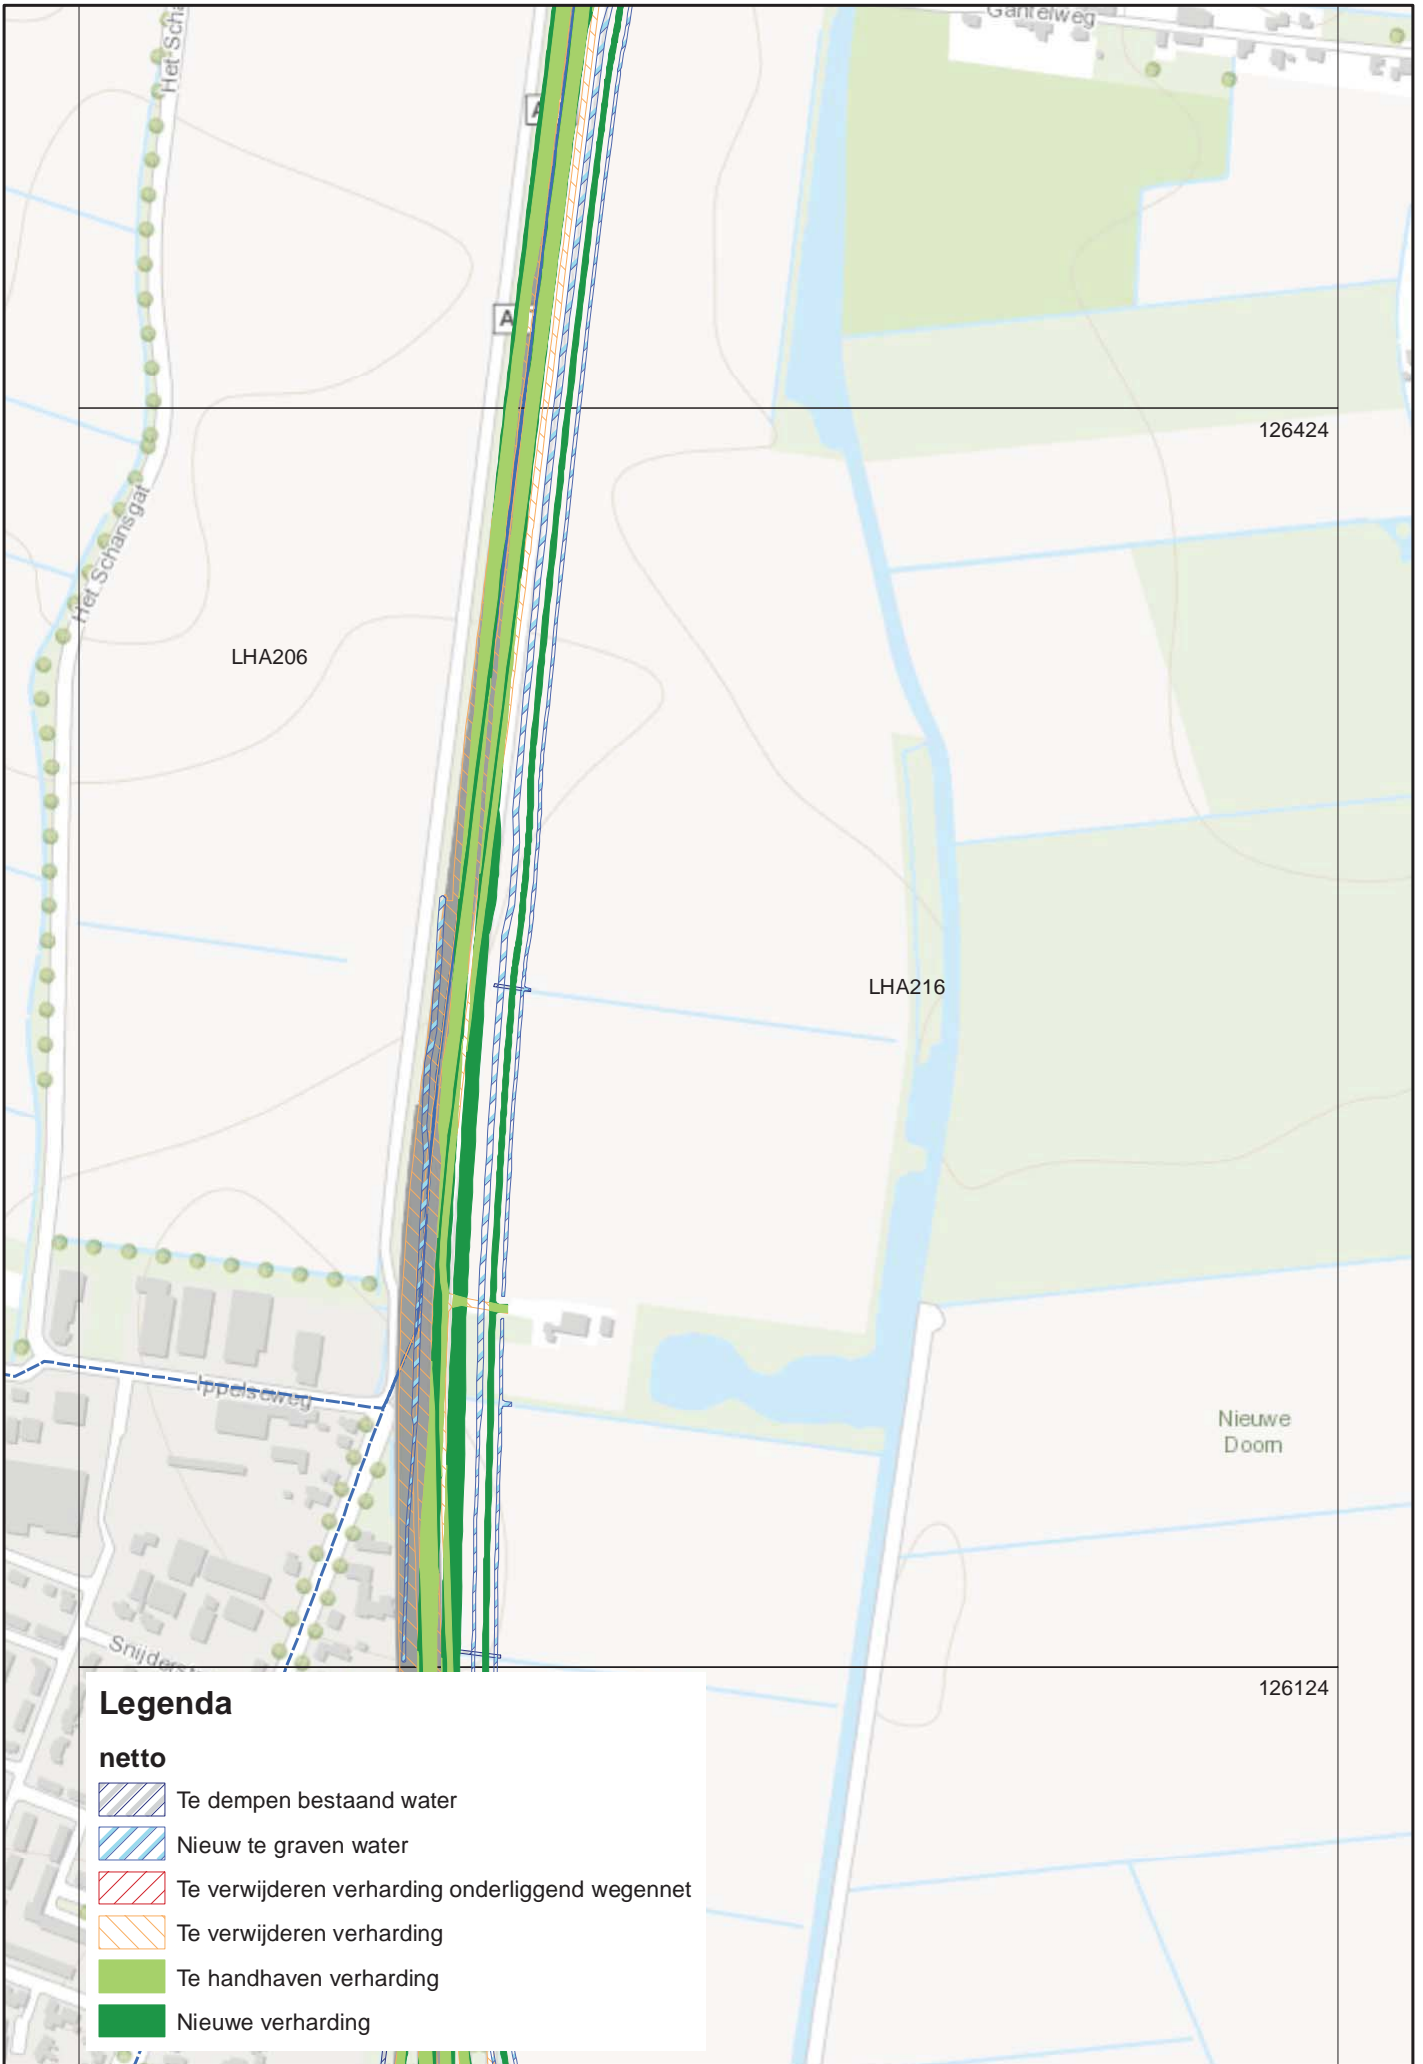 Gantelweg
Het Scha
A
A
126424
Het Schansgat
LHA206
LHA216
Ippelseweg
Nieuwe
Doorn
Snijders
126124
Legenda
netto
Te dempen bestaand water
Nieuw te graven water
Te verwijderen verharding onderliggend wegennet
Te verwijderen verharding
Te handhaven verharding
Nieuwe verharding